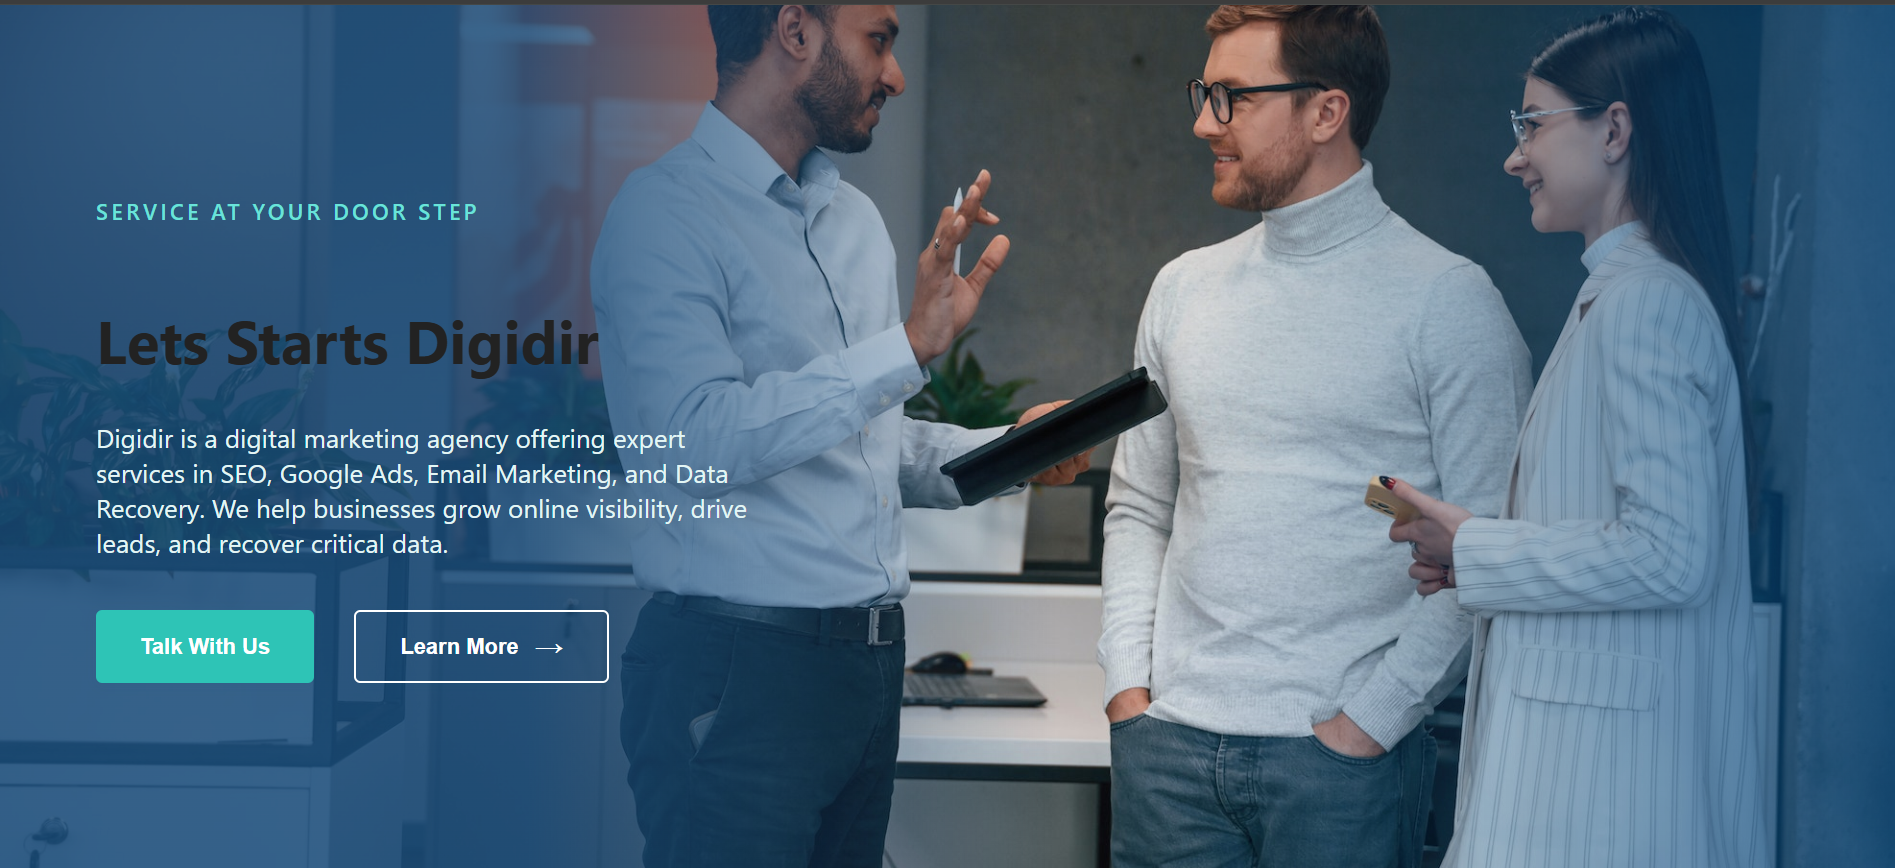 SERVICE AT YOUR DOOR STEP
Lets Starts Digidir
Digidir is a digital marketing agency offering expert
services in SEO, Google Ads, Email Marketing, and Data
Recovery. We help businesses grow online visibility, drive
leads, and recover critical data.
Talk With Us
Learn More →